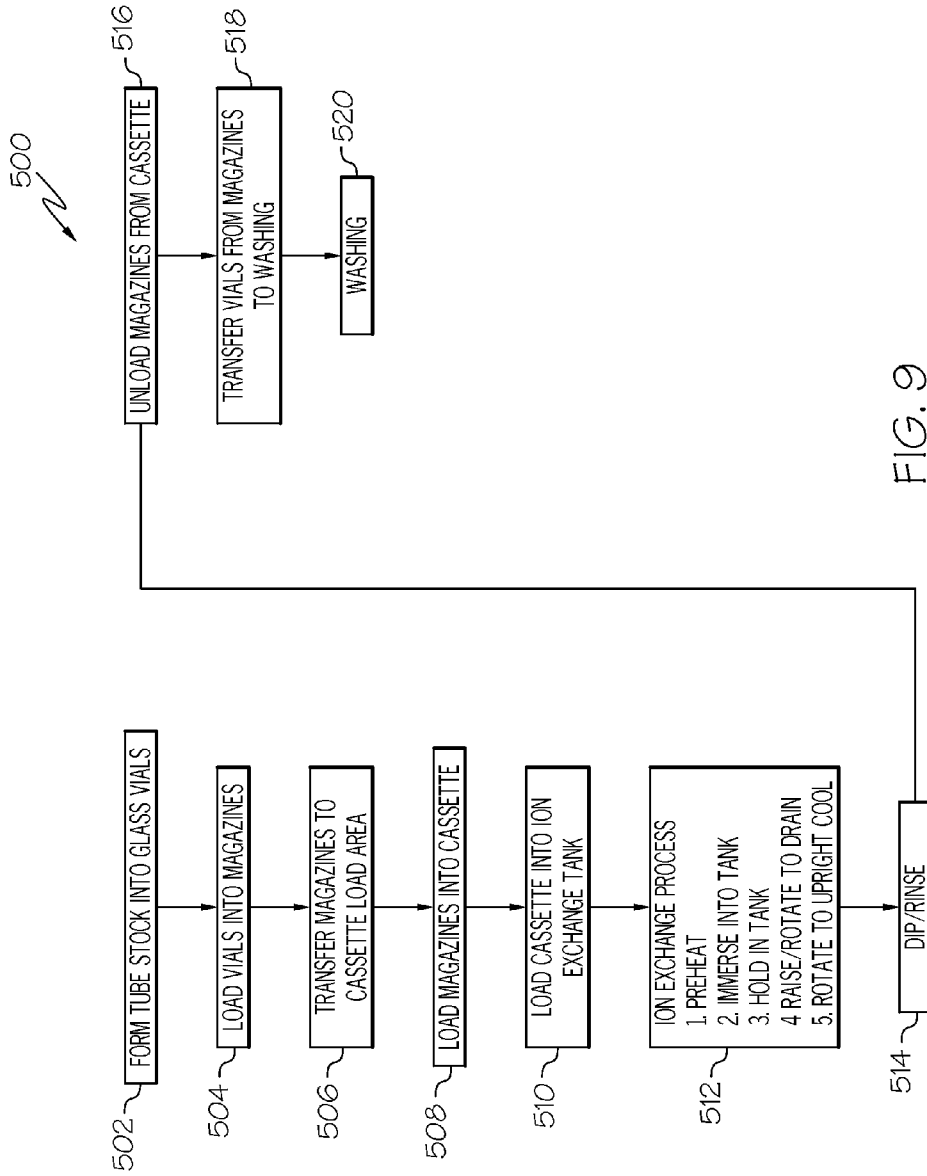 500
502
FORM TUBE STOCK INTO GLASS VIALS
504
LOAD VIALS INTO MAGAZINES
506
TRANSFER MAGAZINES TO
CASSETTE LOAD AREA
508
LOAD MAGAZINES INTO CASSETTE
510
LOAD CASSETTE INTO ION
EXCHANGE TANK
512
ION EXCHANGE PROCESS
1. PREHEAT
2. IMMERSE INTO TANK
3. HOLD IN TANK
4 RAISE/ROTATE TO DRAIN
5. ROTATE TO UPRIGHT COOL
514
DIP/RINSE
UNLOAD MAGAZINES FROM CASSETTE
516
TRANSFER VIALS FROM MAGAZINES
TO WASHING
518
WASHING
520
FIG. 9